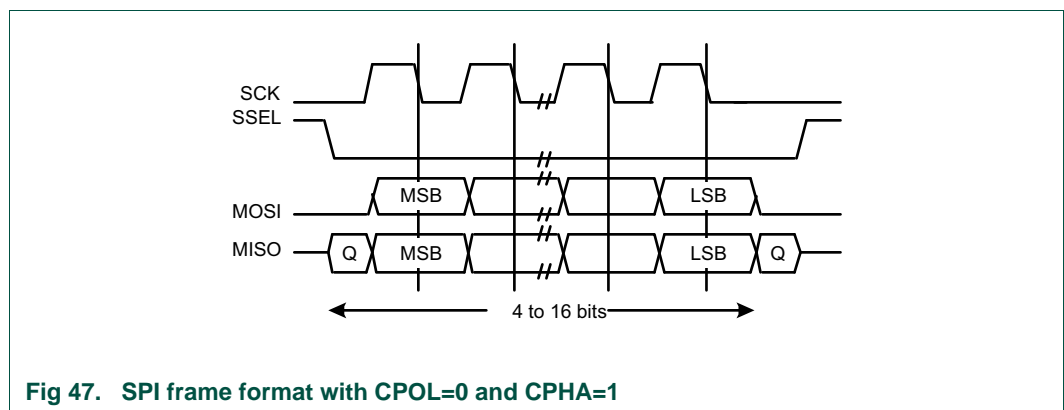 SCK
SSEL
MOSI
MSB
LSB
MISO
Q
MSB
LSB
Q
4 to 16 bits
Fig 47. SPI frame format with CPOL=0 and CPHA=1